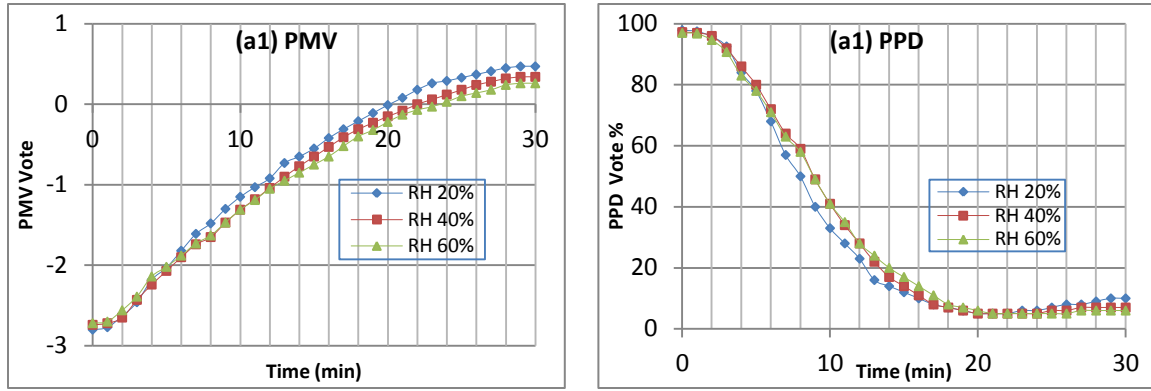 (a1) PMV
1
0
-1
-2
-3
0
10
20
30
PMV Vote
Time (min)
RH 20%
RH 40%
RH 60%
(a1) PPD
100
80
60
40
20
0
0
10
20
30
PPD Vote %
Time (min)
RH 20%
RH 40%
RH 60%